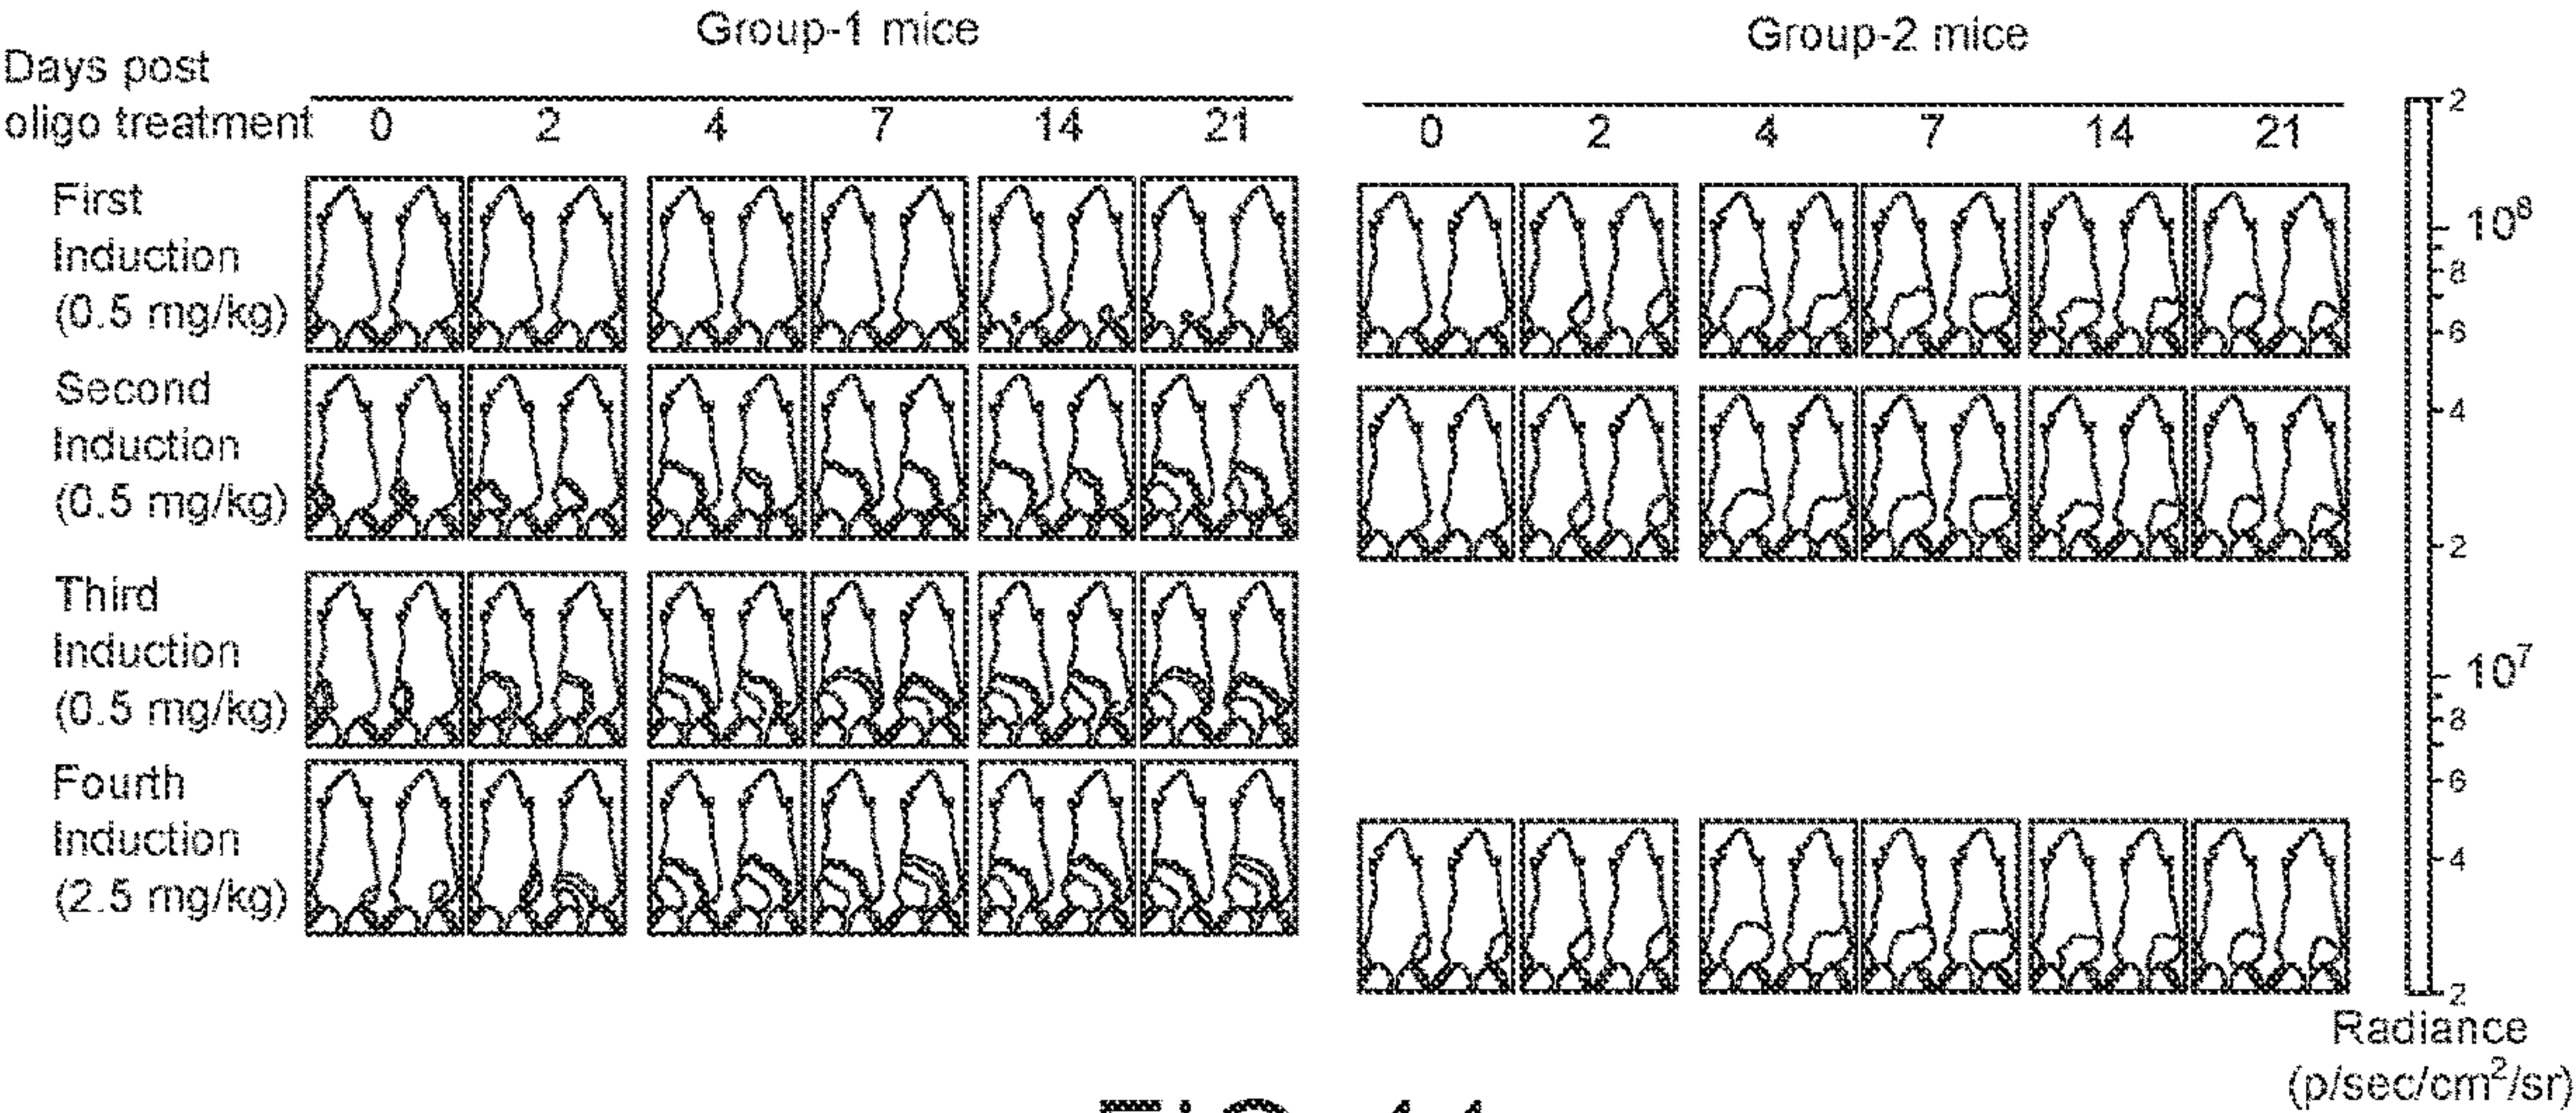 Group-1 mice
Group-2 mice
Days post
oligo treatment
0 2 4 7 14 21
0 2 4 7 14 21
First
Induction
(0.5 mg/kg)
Second
Induction
(0.5 mg/kg)
Third
Induction
(0.5 mg/kg)
Fourth
Induction
(2.5 mg/kg)
2
10⁸
8
6
4
2
10⁷
8
6
4
2
Radiance
(p/sec/cm²/sr)